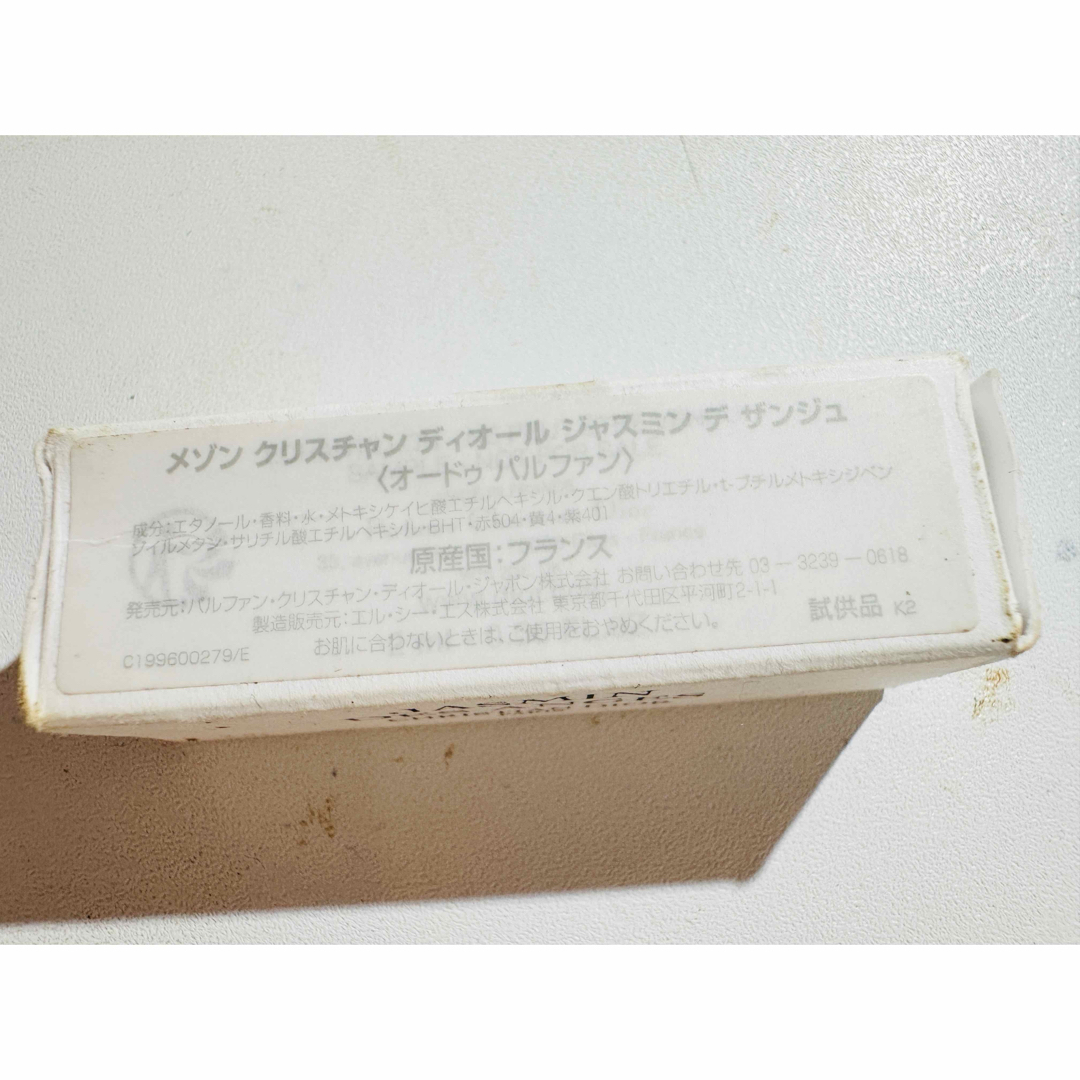 メゾン クリスチャン ディオール ジャスミン デ ザンジュ
〈オードゥ パルファン〉
成分：エタノール・香料・水・メトキシケイヒ酸エチルヘキシル・クエン酸トリエチル・t-ブチルメトキシジベン
ゾイルメタン・サリチル酸エチルヘキシル・BHT・赤504・黄4・紫401
原産国：フランス
発売元：パルファン・クリスチャン・ディオール・ジャポン株式会社 お問い合わせ先 03－3239－0618
製造販売元：エル・シー・エス株式会社 東京都千代田区平河町2-1-1
試供品 K2
お肌に合わないときは、ご使用をおやめください。
C199600279/E
JASMIN